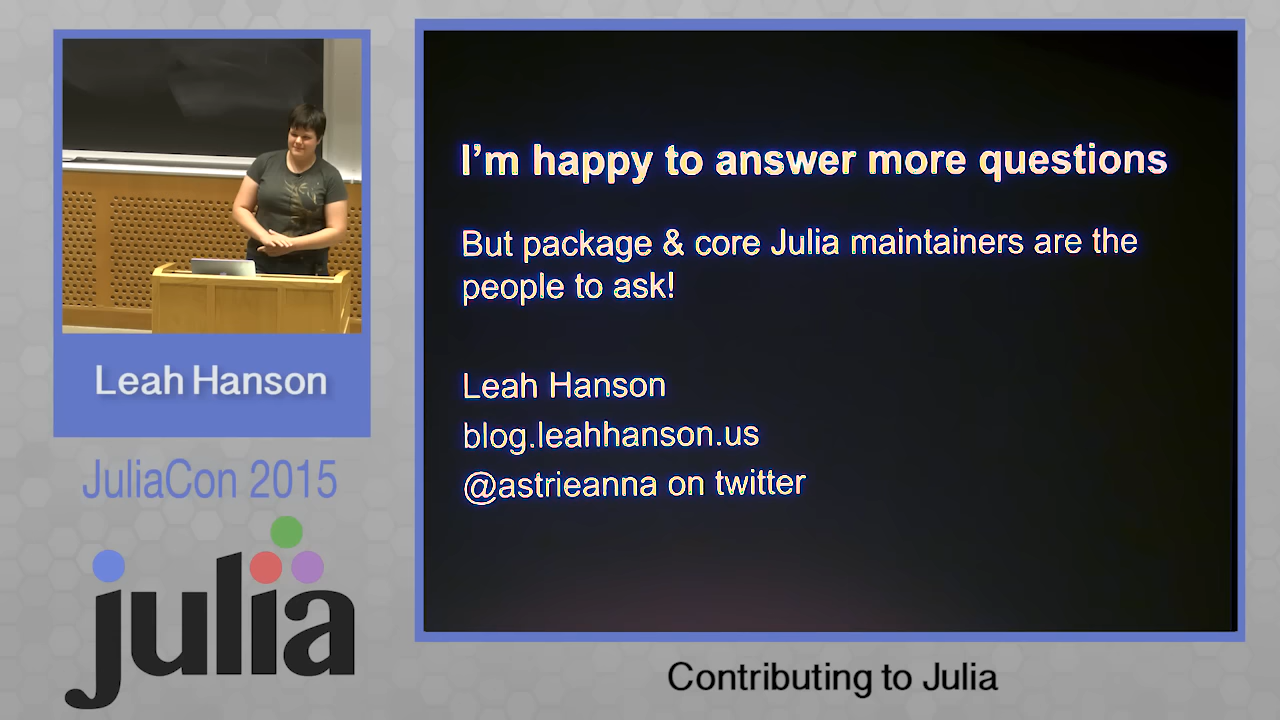 Leah Hanson
JuliaCon 2015
julia
I'm happy to answer more questions
But package & core Julia maintainers are the
people to ask!
Leah Hanson
blog.leahhanson.us
@astrieanna on twitter
Contributing to Julia